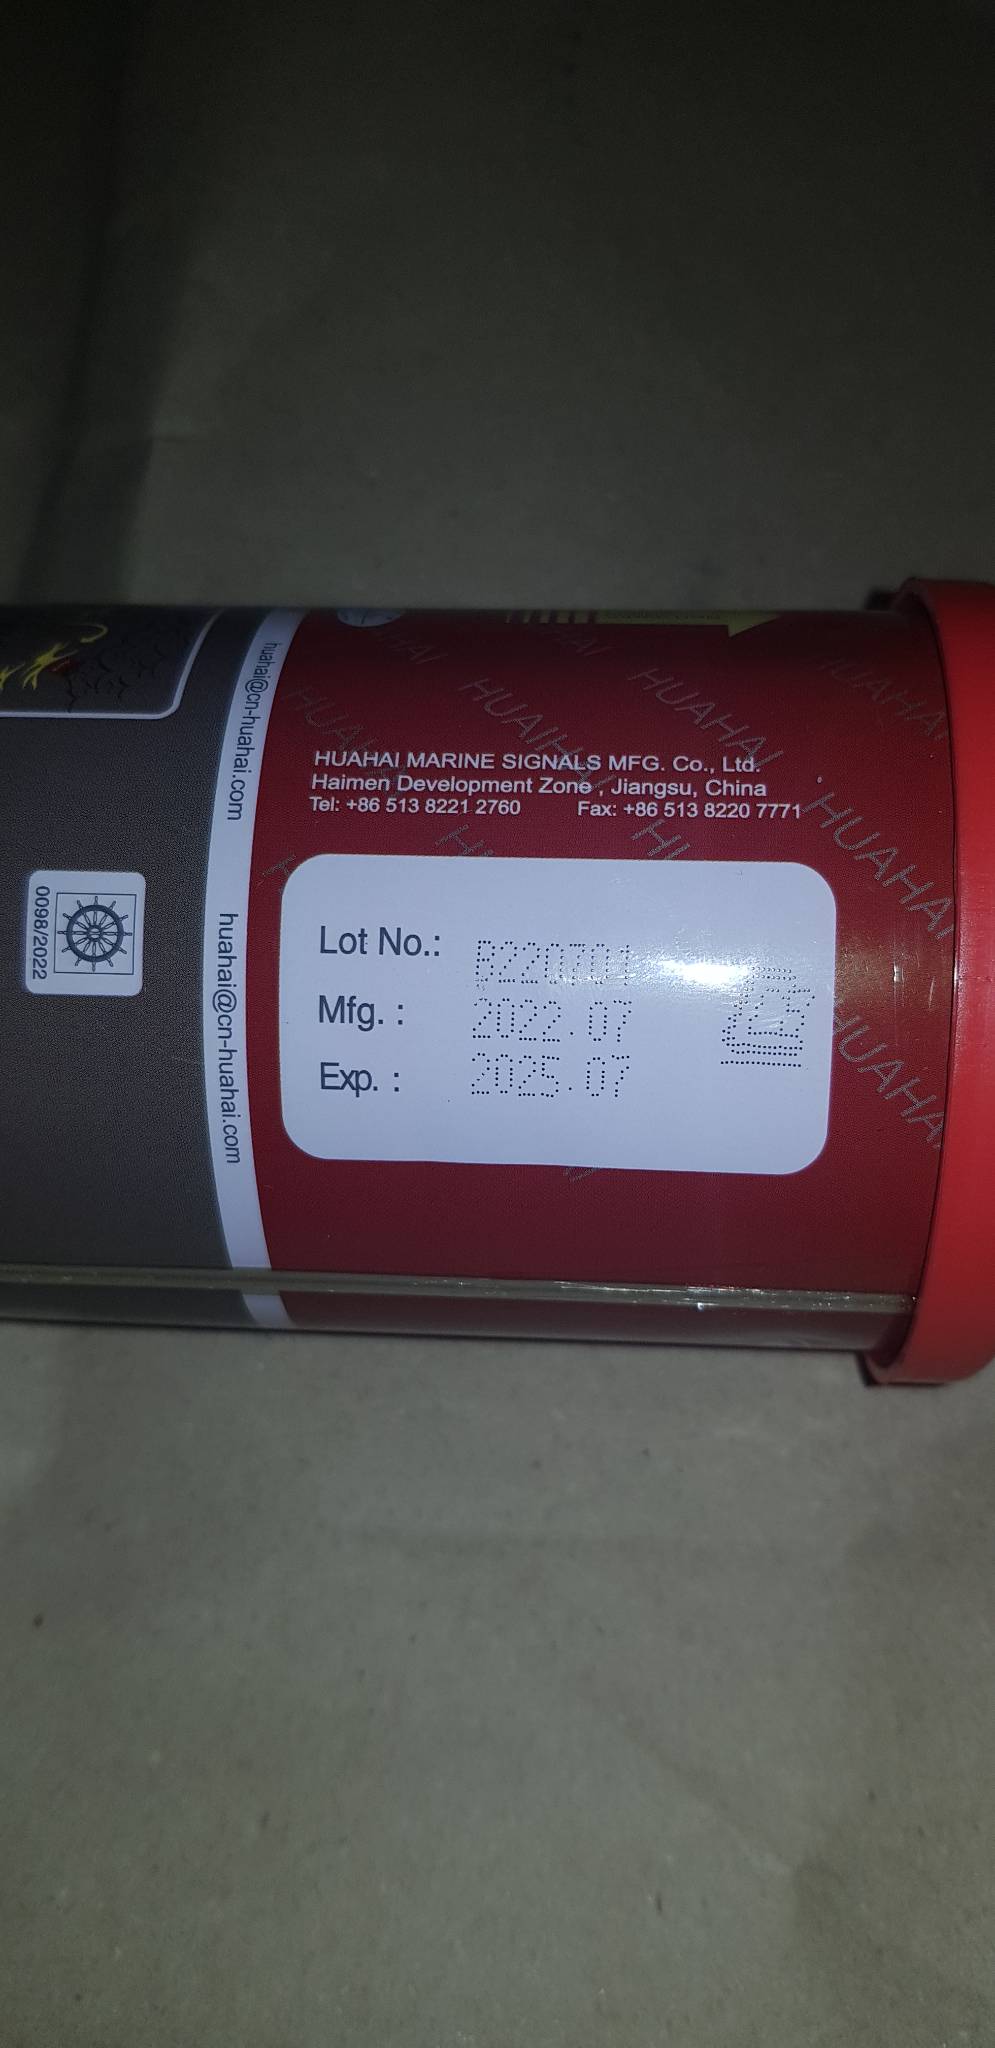 HUAHAI MARINE SIGNALS MFG. Co., Ltd.
Haimen Development Zone , Jiangsu, China
Tel: +86 513 8221 2760 Fax: +86 513 8220 7771
Lot No.: B220701
Mfg. : 2022.07
Exp. : 2025.07
huahai@cn-huahai.com
huahai@cn-huahai.com
0098/2022
HUAHAI
HUAHAI
HUAHAI
HUAHAI